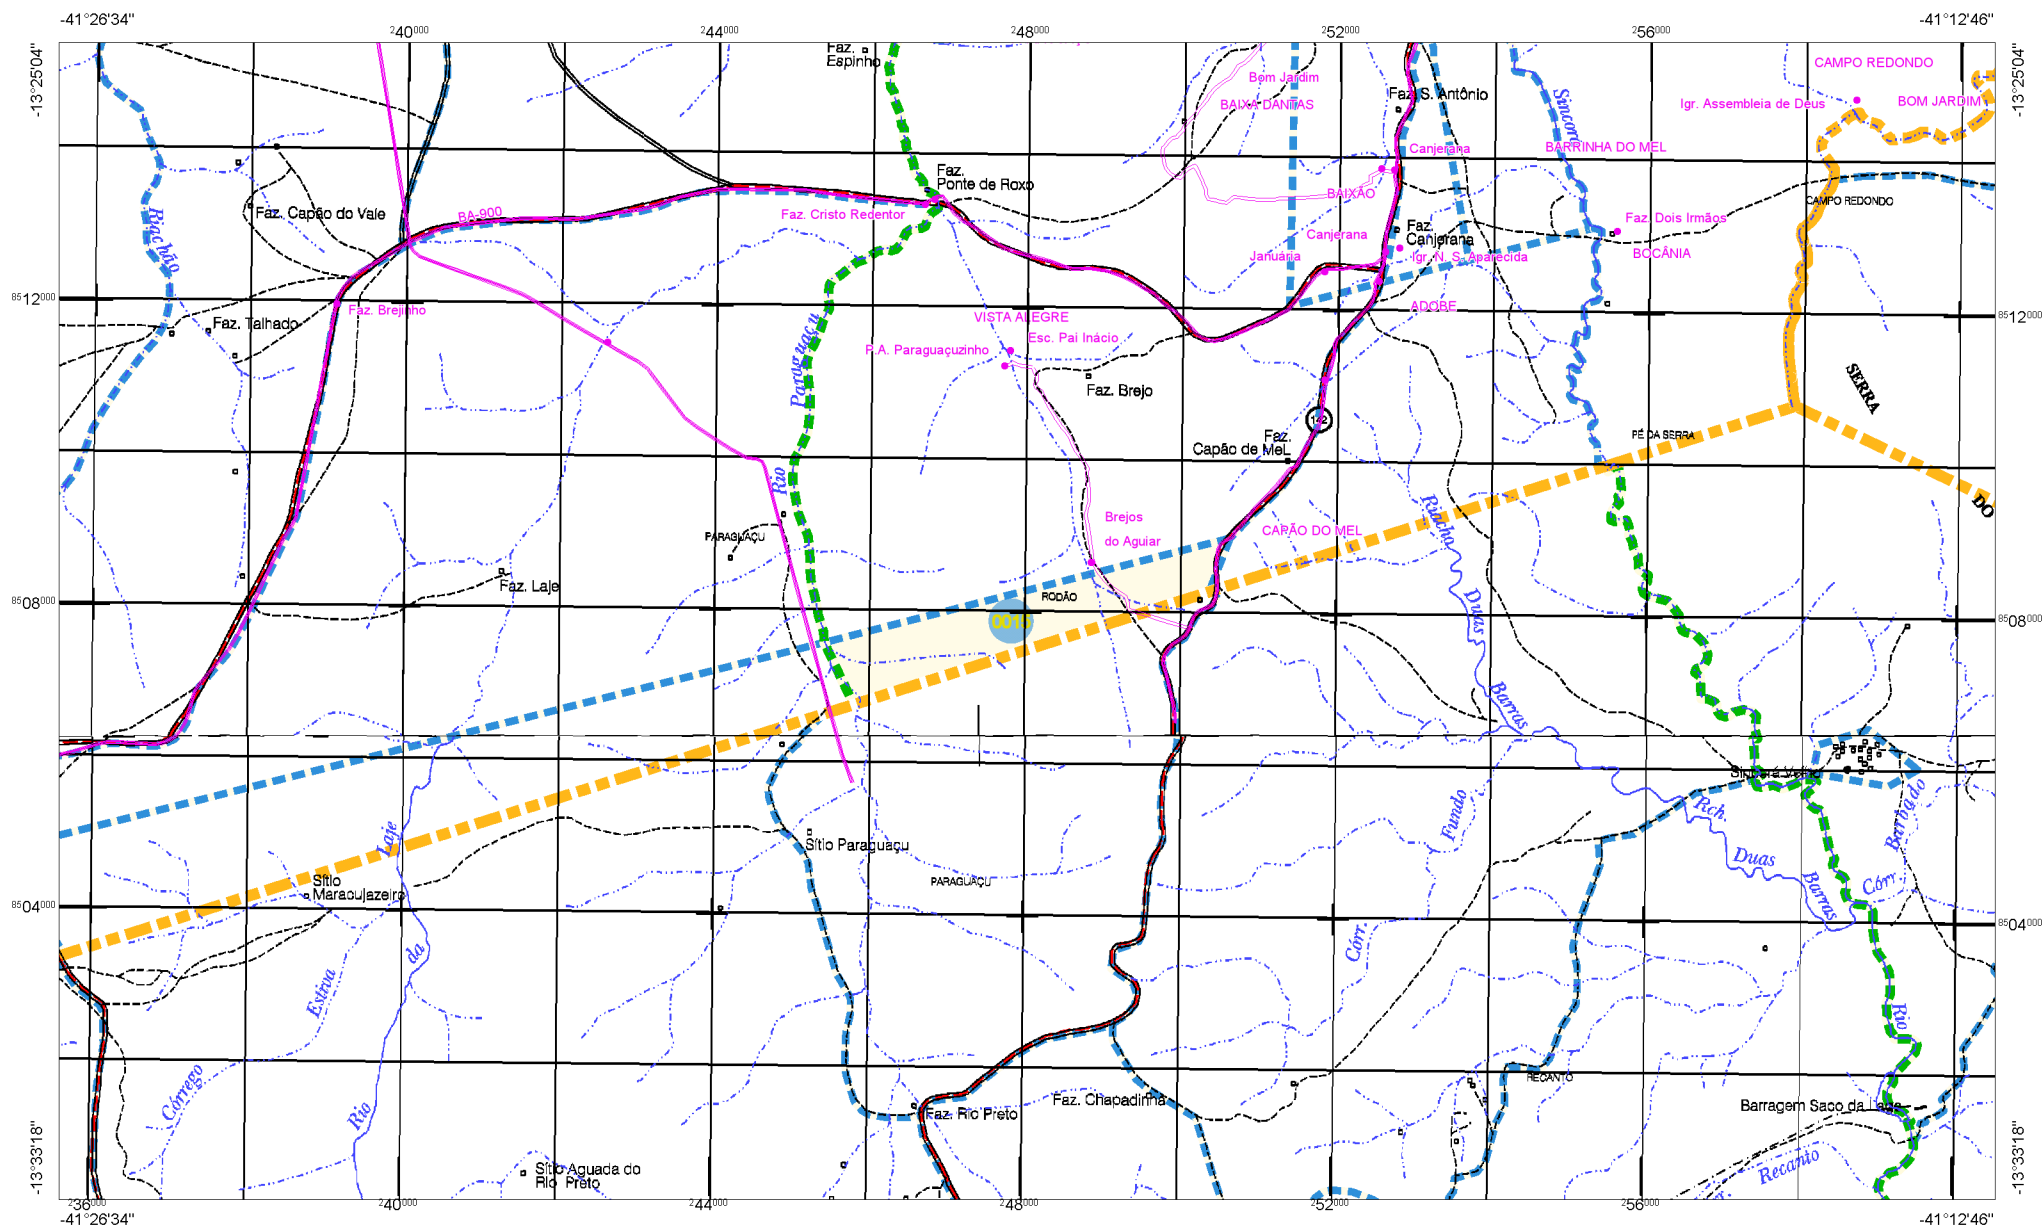 -41°26'34"
-41°12'46"
240000
244000
248000
252000
256000
-13°25'04"
-13°25'04"
Faz.
Espinho
Bom Jardim
BAIXA DANTAS
Faz. S. Antônio
Sincorá
CAMPO REDONDO
Igr. Assembleia de Deus
BOM JARDIM
Canjerana
BARRINHA DO MEL
Faz.
Ponte de Roxo
BAIXÃO
CAMPO REDONDO
Riachão
Faz. Capão do Vale
BA-900
Faz. Cristo Redentor
Faz. Dois Irmãos
Canjerana
Faz.
Canjerana
Januária
Igr. N. S. Aparecida
BOCÂNIA
8512000
8512000
Faz. Brejinho
ADOBE
VISTA ALEGRE
Faz. Talhado
Esc. Pai Inácio
P.A. Paraguaçuzinho
Paraguaçu
Faz. Brejo
SERRA
142
Faz.
Capão de Mel
PÉ DA SERRA
Rio
DO
Riacho
Brejos
do Aguiar
CAPÃO DO MEL
PARAGUAÇU
Faz. Laje
RODÃO
0015
8508000
8508000
Duas
Barras
Sincorá Velho
Rch.
Fundo
Barbado
Laje
Sítio Paraguaçu
Duas
Barras
Córr.
Sítio
Maracujazeiro
PARAGUAÇU
8504000
8504000
da
Córr.
Estiva
Rio
RECANTO
Córrego
Rio
Faz. Rio Preto
Faz. Chapadinha
Barragem Saco da Lage
Sítio Aguada do
Rio Preto
Recanto
-13°33'18"
-13°33'18"
236000
240000
244000
248000
252000
256000
-41°26'34"
-41°12'46"